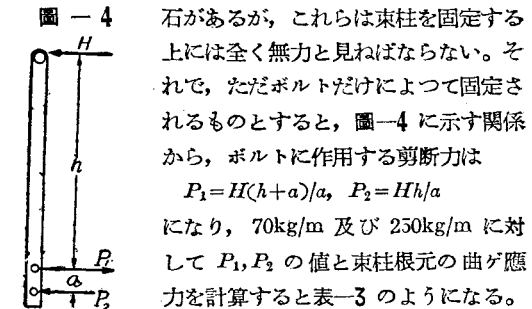 圖 — 4
H
h
P₁
a
P₂
石があるが，これらは束柱を固定する
上には全く無力と見ねばならない。そ
れで，ただボルトだけによつて固定さ
れるものとすると，圖—4 に示す関係
から，ボルトに作用する剪断力は
P₁=H(h+a)/a, P₂=Hh/a
になり，70kg/m 及び 250kg/m に対
して P₁,P₂ の値と束柱根元の曲ゲ應
力を計算すると表—3 のようになる。